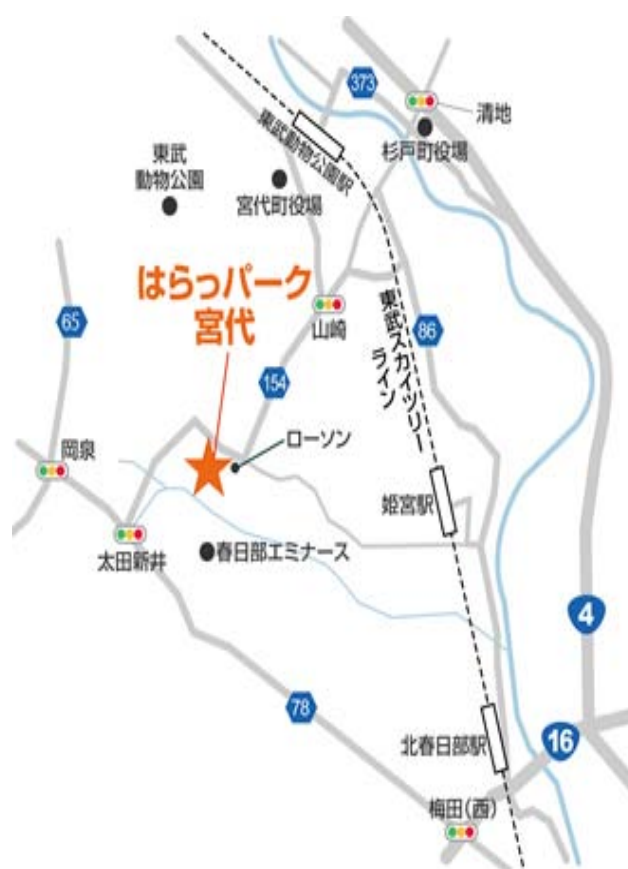 373
清地
東武動物公園駅
杉戸町役場
東武
動物公園
宮代町役場
はらっパーク
宮代
65
山崎
東武スカイツリー
ライン
86
154
岡泉
ローソン
姫宮駅
太田新井
春日部エミナース
4
78
北春日部駅
16
梅田(西)